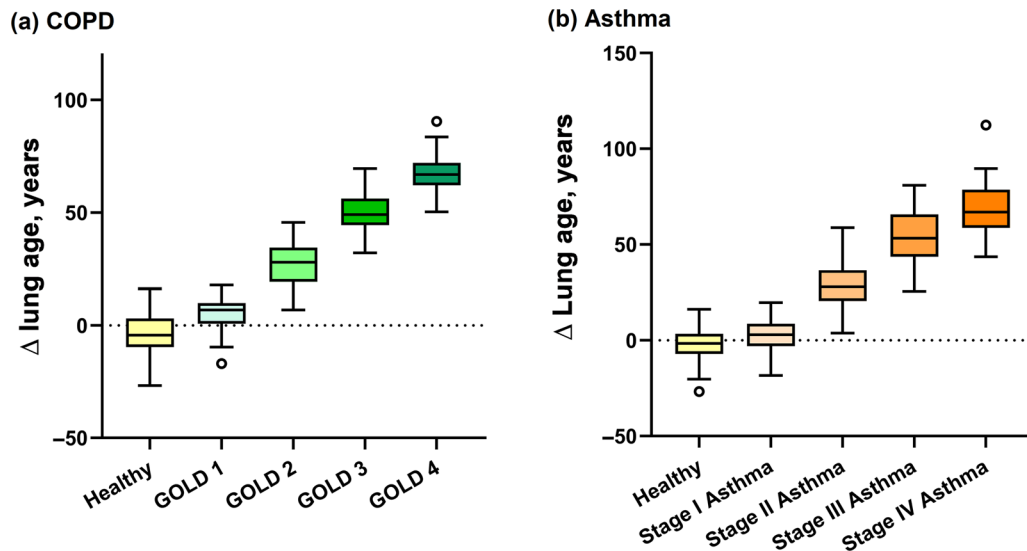 (a) COPD
Δ lung age, years
100
50
0
–50
Healthy
GOLD 1
GOLD 2
GOLD 3
GOLD 4
(b) Asthma
Δ Lung age, years
150
100
50
0
–50
Healthy
Stage I Asthma
Stage II Asthma
Stage III Asthma
Stage IV Asthma